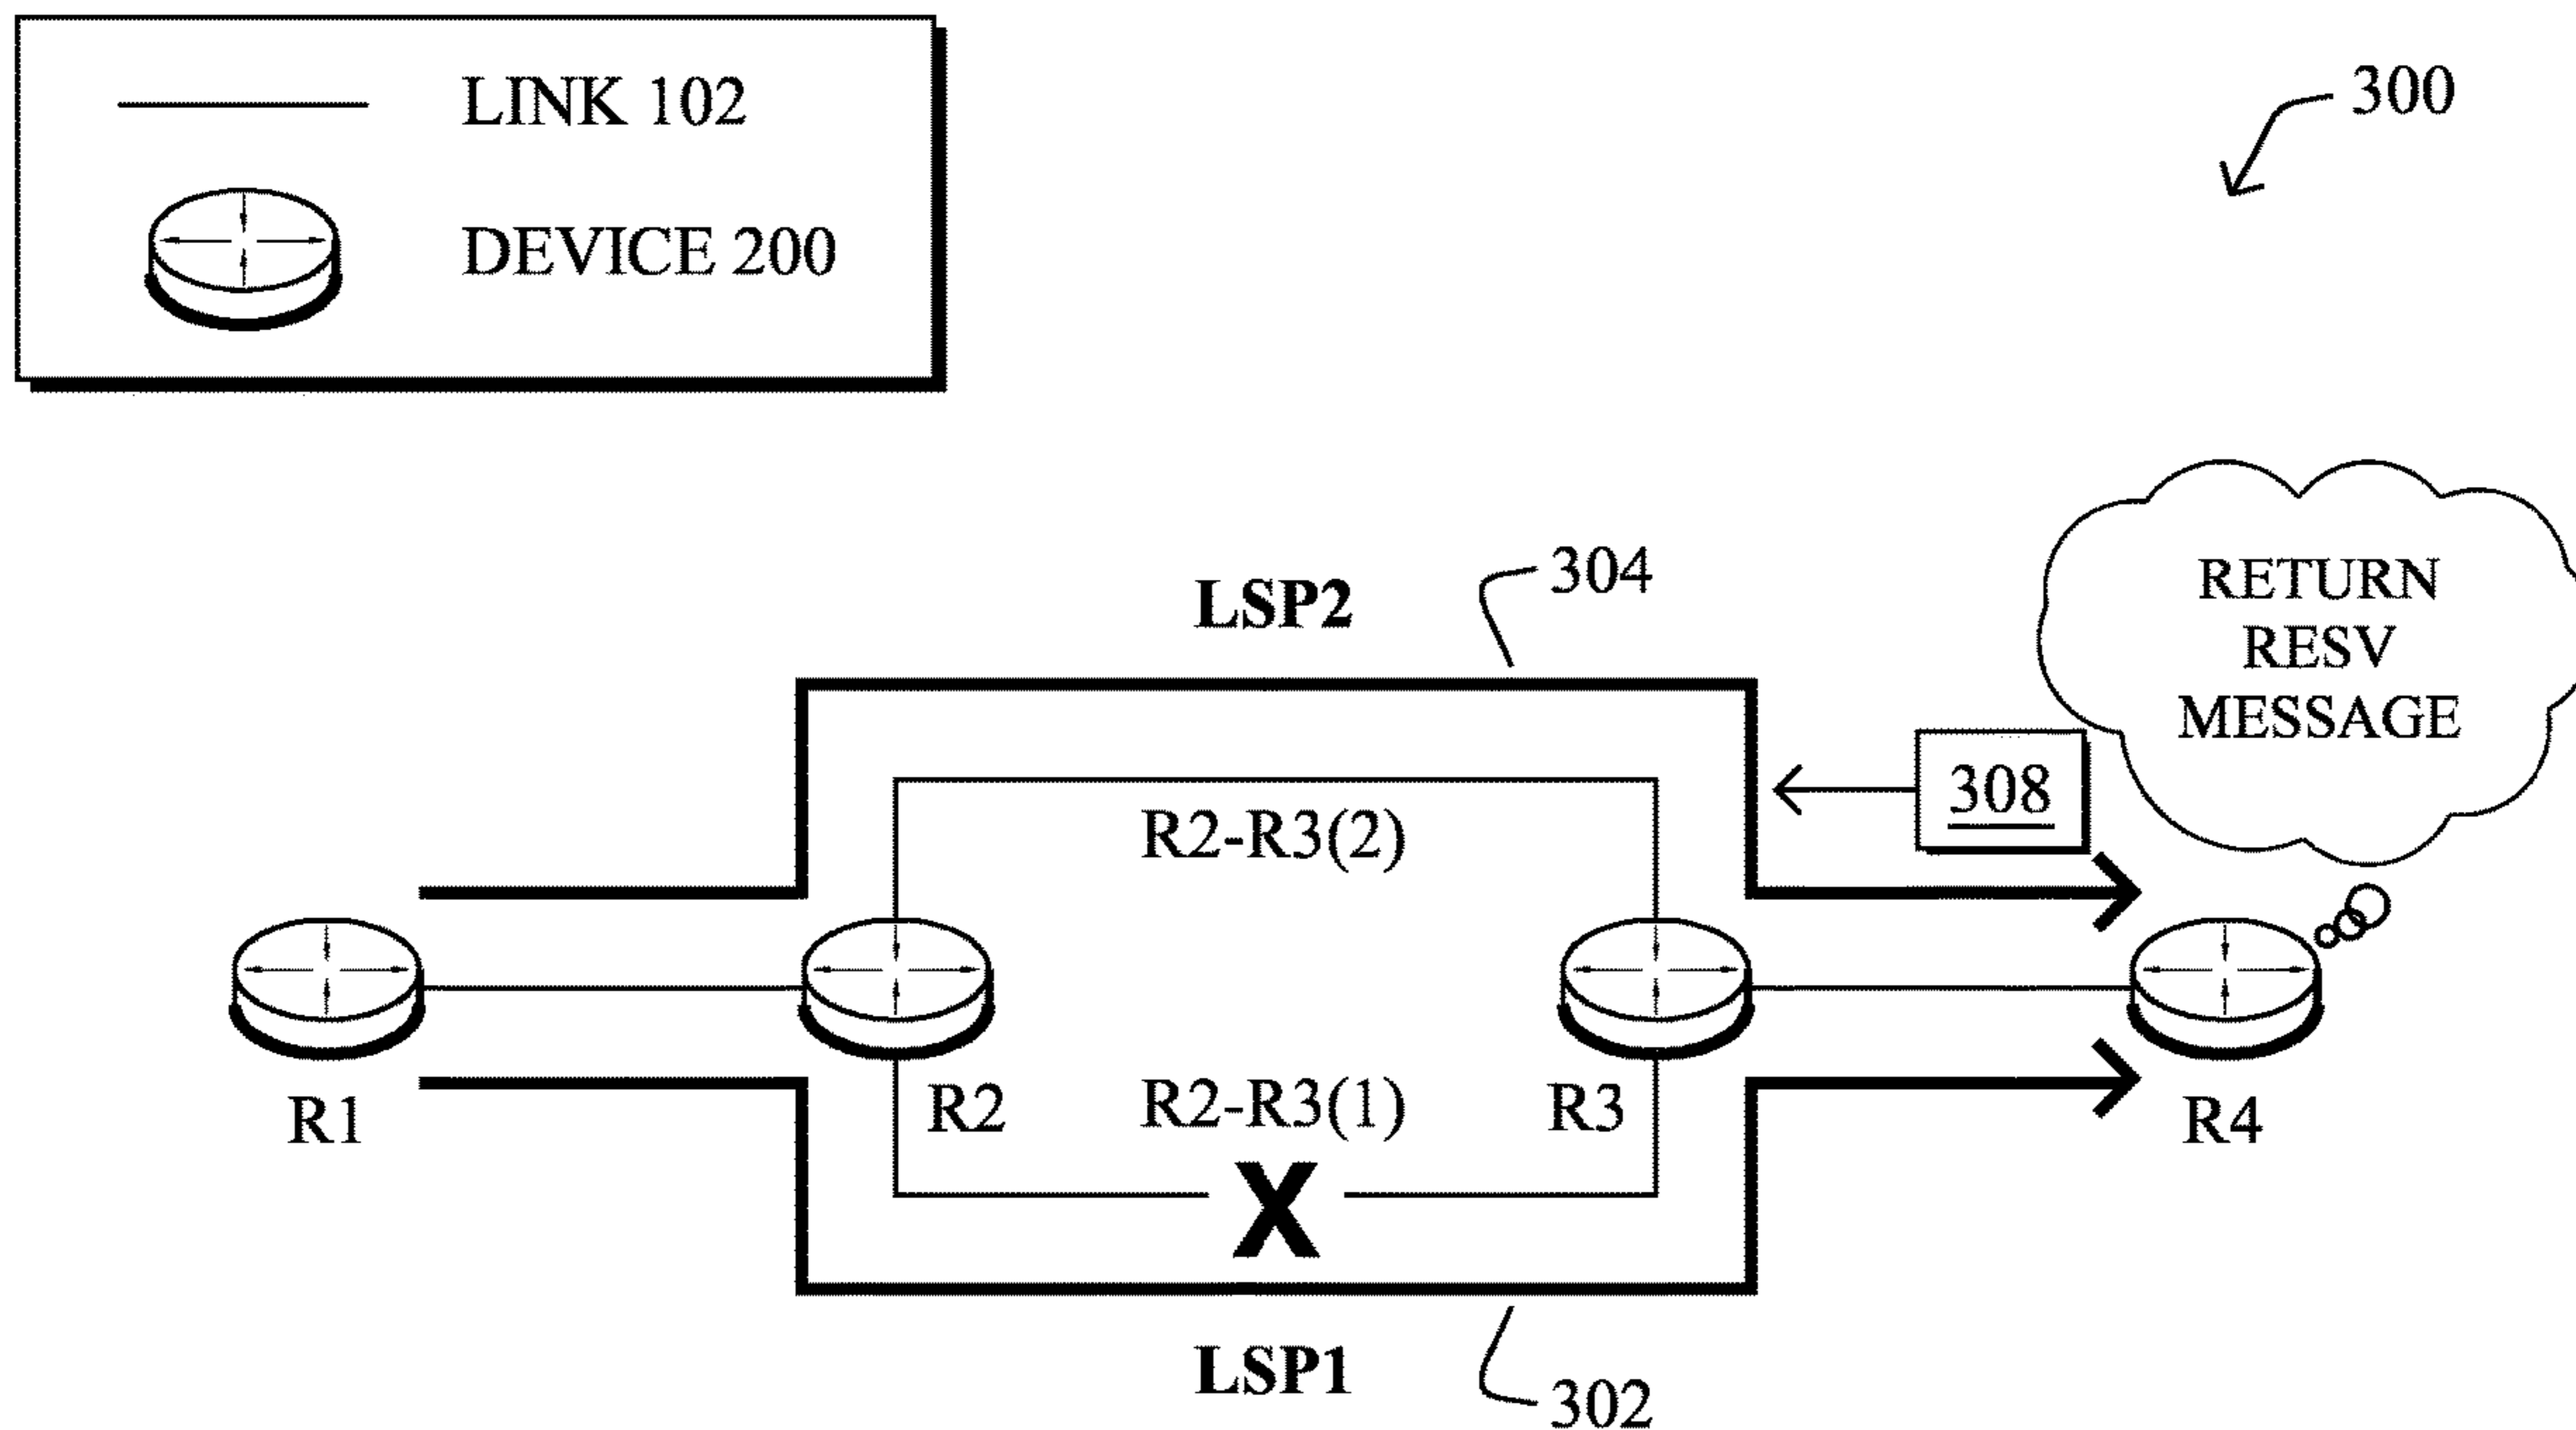 LINK 102
DEVICE 200
300
304
LSP2
RETURN
RESV
MESSAGE
308
R2-R3(2)
R1
R2
R2-R3(1)
R3
R4
X
LSP1
302